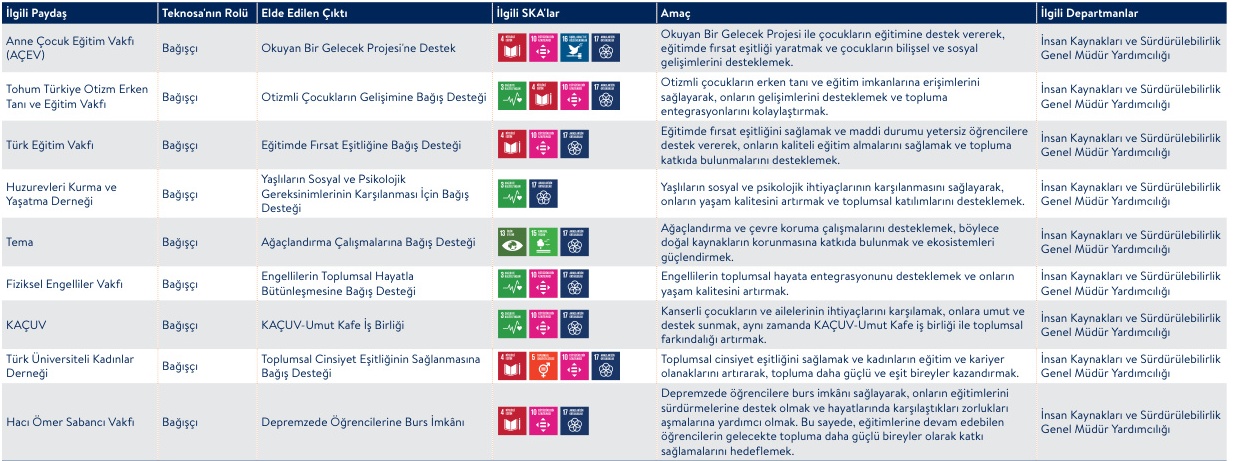 İlgili Paydaş
Teknosa'nın Rolü
Elde Edilen Çıktı
İlgili SKA'lar
Amaç
İlgili Departmanlar
Anne Çocuk Eğitim Vakfı
(AÇEV)
Bağışçı
Okuyan Bir Gelecek Projesi'ne Destek
4
10
16
17
Okuyan Bir Gelecek Projesi ile çocukların eğitimine destek vererek,
eğitimde fırsat eşitliği yaratmak ve çocukların bilişsel ve sosyal
gelişimlerini desteklemek.
İnsan Kaynakları ve Sürdürülebilirlik
Genel Müdür Yardımcılığı
Tohum Türkiye Otizm Erken
Tanı ve Eğitim Vakfı
Bağışçı
Otizmli Çocukların Gelişimine Bağış Desteği
3
4
10
17
Otizmli çocukların erken tanı ve eğitim imkanlarına erişimlerini
sağlayarak, onların gelişimlerini desteklemek ve topluma
entegrasyonlarını kolaylaştırmak.
İnsan Kaynakları ve Sürdürülebilirlik
Genel Müdür Yardımcılığı
Türk Eğitim Vakfı
Bağışçı
Eğitimde Fırsat Eşitliğine Bağış Desteği
4
10
17
Eğitimde fırsat eşitliğini sağlamak ve maddi durumu yetersiz öğrencilere
destek vererek, onların kaliteli eğitim almalarını sağlamak ve topluma
katkıda bulunmalarını desteklemek.
İnsan Kaynakları ve Sürdürülebilirlik
Genel Müdür Yardımcılığı
Huzurevleri Kurma ve
Yaşatma Derneği
Bağışçı
Yaşlıların Sosyal ve Psikolojik
Gereksinimlerinin Karşılanması İçin Bağış
Desteği
3
17
Yaşlıların sosyal ve psikolojik ihtiyaçlarının karşılanmasını sağlayarak,
onların yaşam kalitesini artırmak ve toplumsal katılımlarını desteklemek.
İnsan Kaynakları ve Sürdürülebilirlik
Genel Müdür Yardımcılığı
Tema
Bağışçı
Ağaçlandırma Çalışmalarına Bağış Desteği
13
15
17
Ağaçlandırma ve çevre koruma çalışmalarını desteklemek, böylece
doğal kaynakların korunmasına katkıda bulunmak ve ekosistemleri
güçlendirmek.
İnsan Kaynakları ve Sürdürülebilirlik
Genel Müdür Yardımcılığı
Fiziksel Engelliler Vakfı
Bağışçı
Engellilerin Toplumsal Hayatla
Bütünleşmesine Bağış Desteği
3
10
17
Engellilerin toplumsal hayata entegrasyonunu desteklemek ve onların
yaşam kalitesini artırmak.
İnsan Kaynakları ve Sürdürülebilirlik
Genel Müdür Yardımcılığı
KAÇUV
Bağışçı
KAÇUV-Umut Kafe İş Birliği
3
10
17
Kanserli çocukların ve ailelerinin ihtiyaçlarını karşılamak, onlara umut ve
destek sunmak, aynı zamanda KAÇUV-Umut Kafe iş birliği ile toplumsal
farkındalığı artırmak.
İnsan Kaynakları ve Sürdürülebilirlik
Genel Müdür Yardımcılığı
Türk Üniversiteli Kadınlar
Derneği
Bağışçı
Toplumsal Cinsiyet Eşitliğinin Sağlanmasına
Bağış Desteği
4
5
10
17
Toplumsal cinsiyet eşitliğini sağlamak ve kadınların eğitim ve kariyer
olanaklarını artırarak, topluma daha güçlü ve eşit bireyler kazandırmak.
İnsan Kaynakları ve Sürdürülebilirlik
Genel Müdür Yardımcılığı
Hacı Ömer Sabancı Vakfı
Bağışçı
Depremzede Öğrencilerine Burs İmkânı
4
10
17
Depremzede öğrencilere burs imkânı sağlayarak, onların eğitimlerini
sürdürmelerine destek olmak ve hayatlarında karşılaştıkları zorlukları
aşmalarına yardımcı olmak. Bu sayede, eğitimlerine devam edebilen
öğrencilerin gelecekte topluma daha güçlü bireyler olarak katkı
sağlamalarını hedeflemek.
İnsan Kaynakları ve Sürdürülebilirlik
Genel Müdür Yardımcılığı